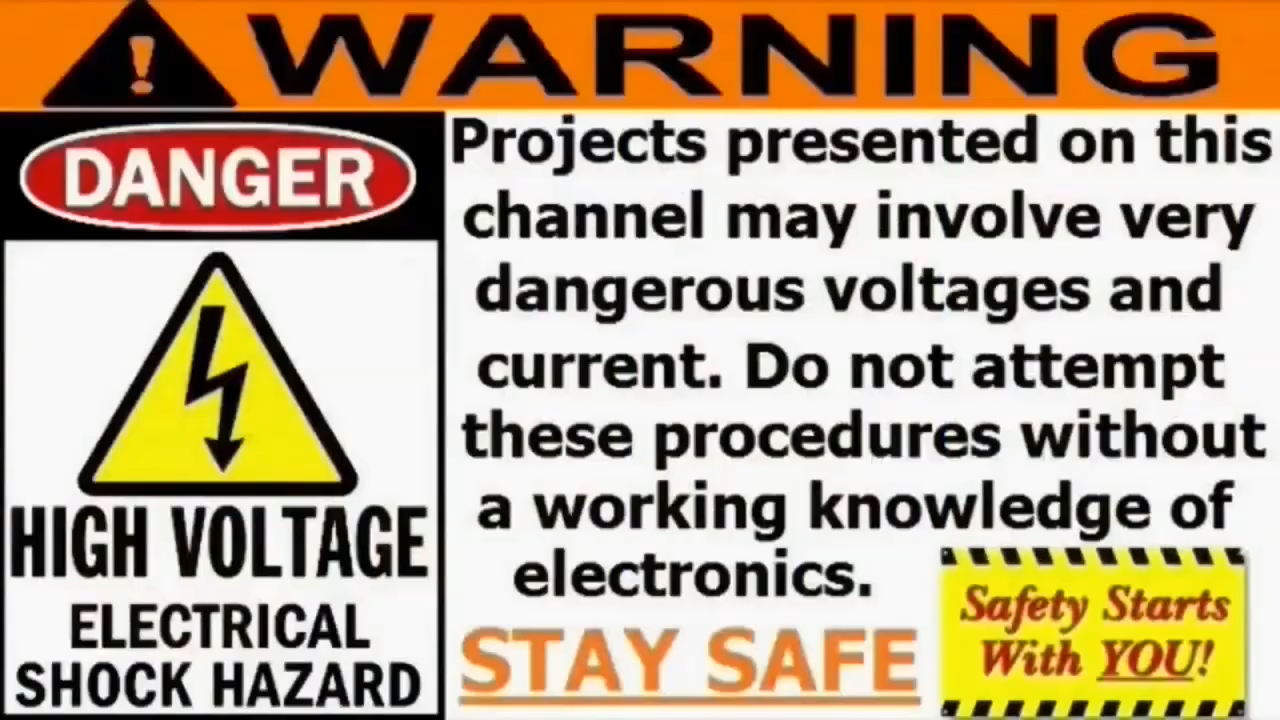 WARNING
DANGER
HIGH VOLTAGE
ELECTRICAL
SHOCK HAZARD
Projects presented on this
channel may involve very
dangerous voltages and
current. Do not attempt
these procedures without
a working knowledge of
electronics.
STAY SAFE
Safety Starts
With YOU!